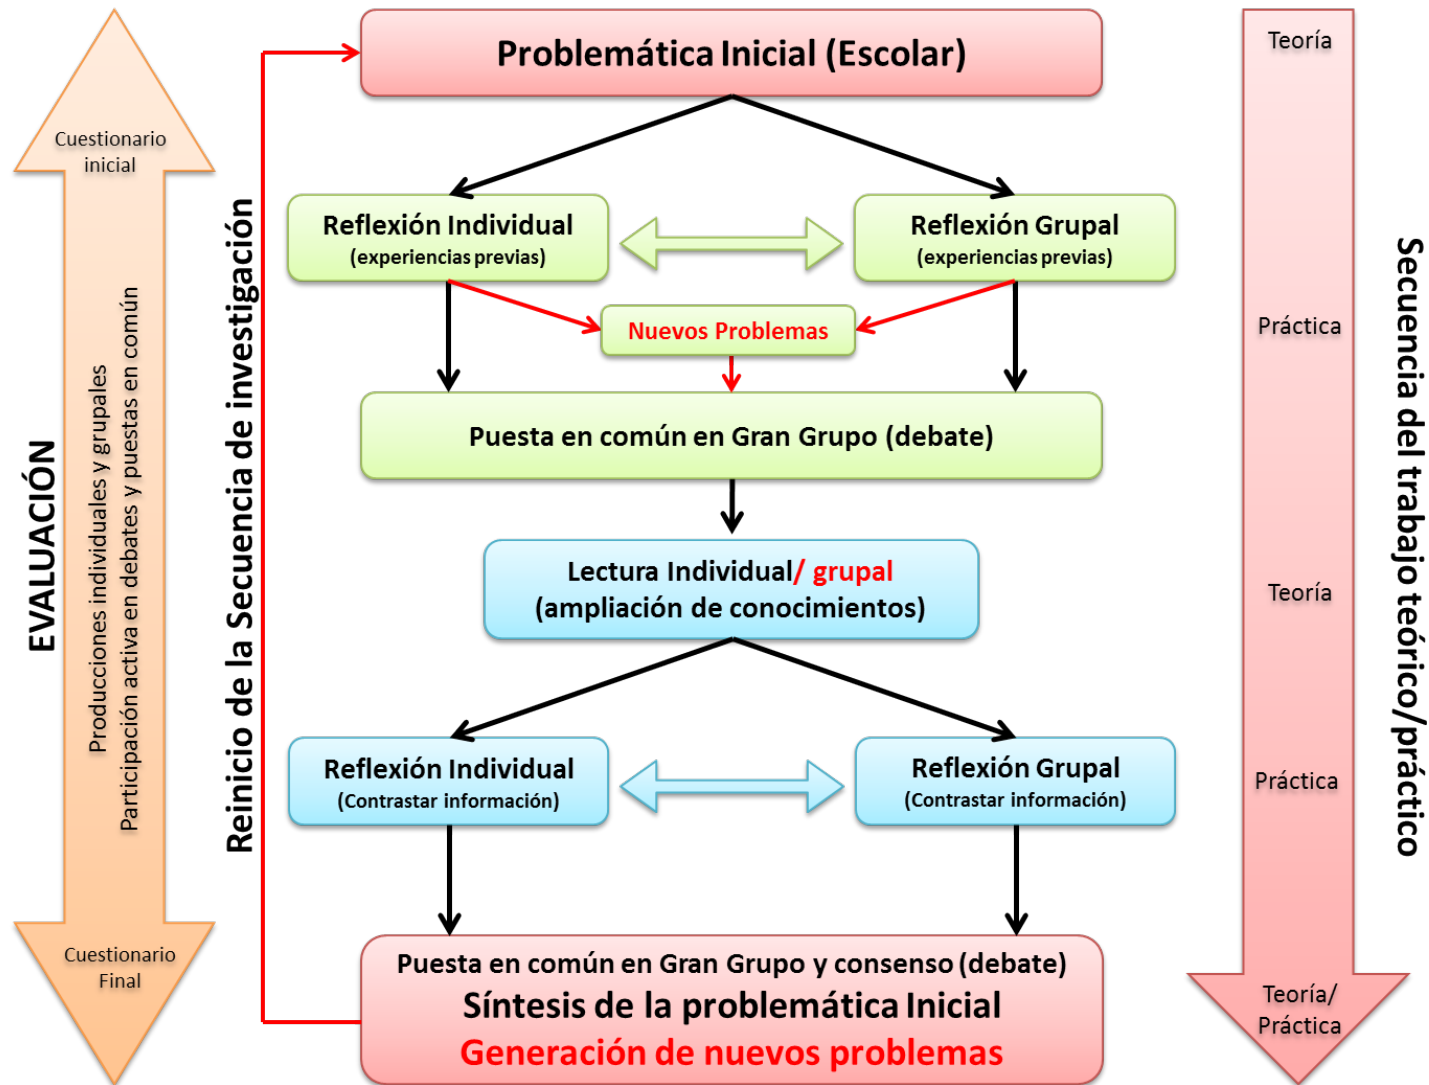 Problemática Inicial (Escolar)
Teoría
Cuestionario
inicial
Reflexión Individual
(experiencias previas)
Reflexión Grupal
(experiencias previas)
Nuevos Problemas
Práctica
Puesta en común en Gran Grupo (debate)
EVALUACIÓN
Producciones individuales y grupales
Participación activa en debates y puestas en común
Reinicio de la Secuencia de investigación
Secuencia del trabajo teórico/práctico
Lectura Individual/ grupal
(ampliación de conocimientos)
Teoría
Reflexión Individual
(Contrastar información)
Reflexión Grupal
(Contrastar información)
Práctica
Cuestionario
Final
Puesta en común en Gran Grupo y consenso (debate)
Síntesis de la problemática Inicial
Generación de nuevos problemas
Teoría/
Práctica